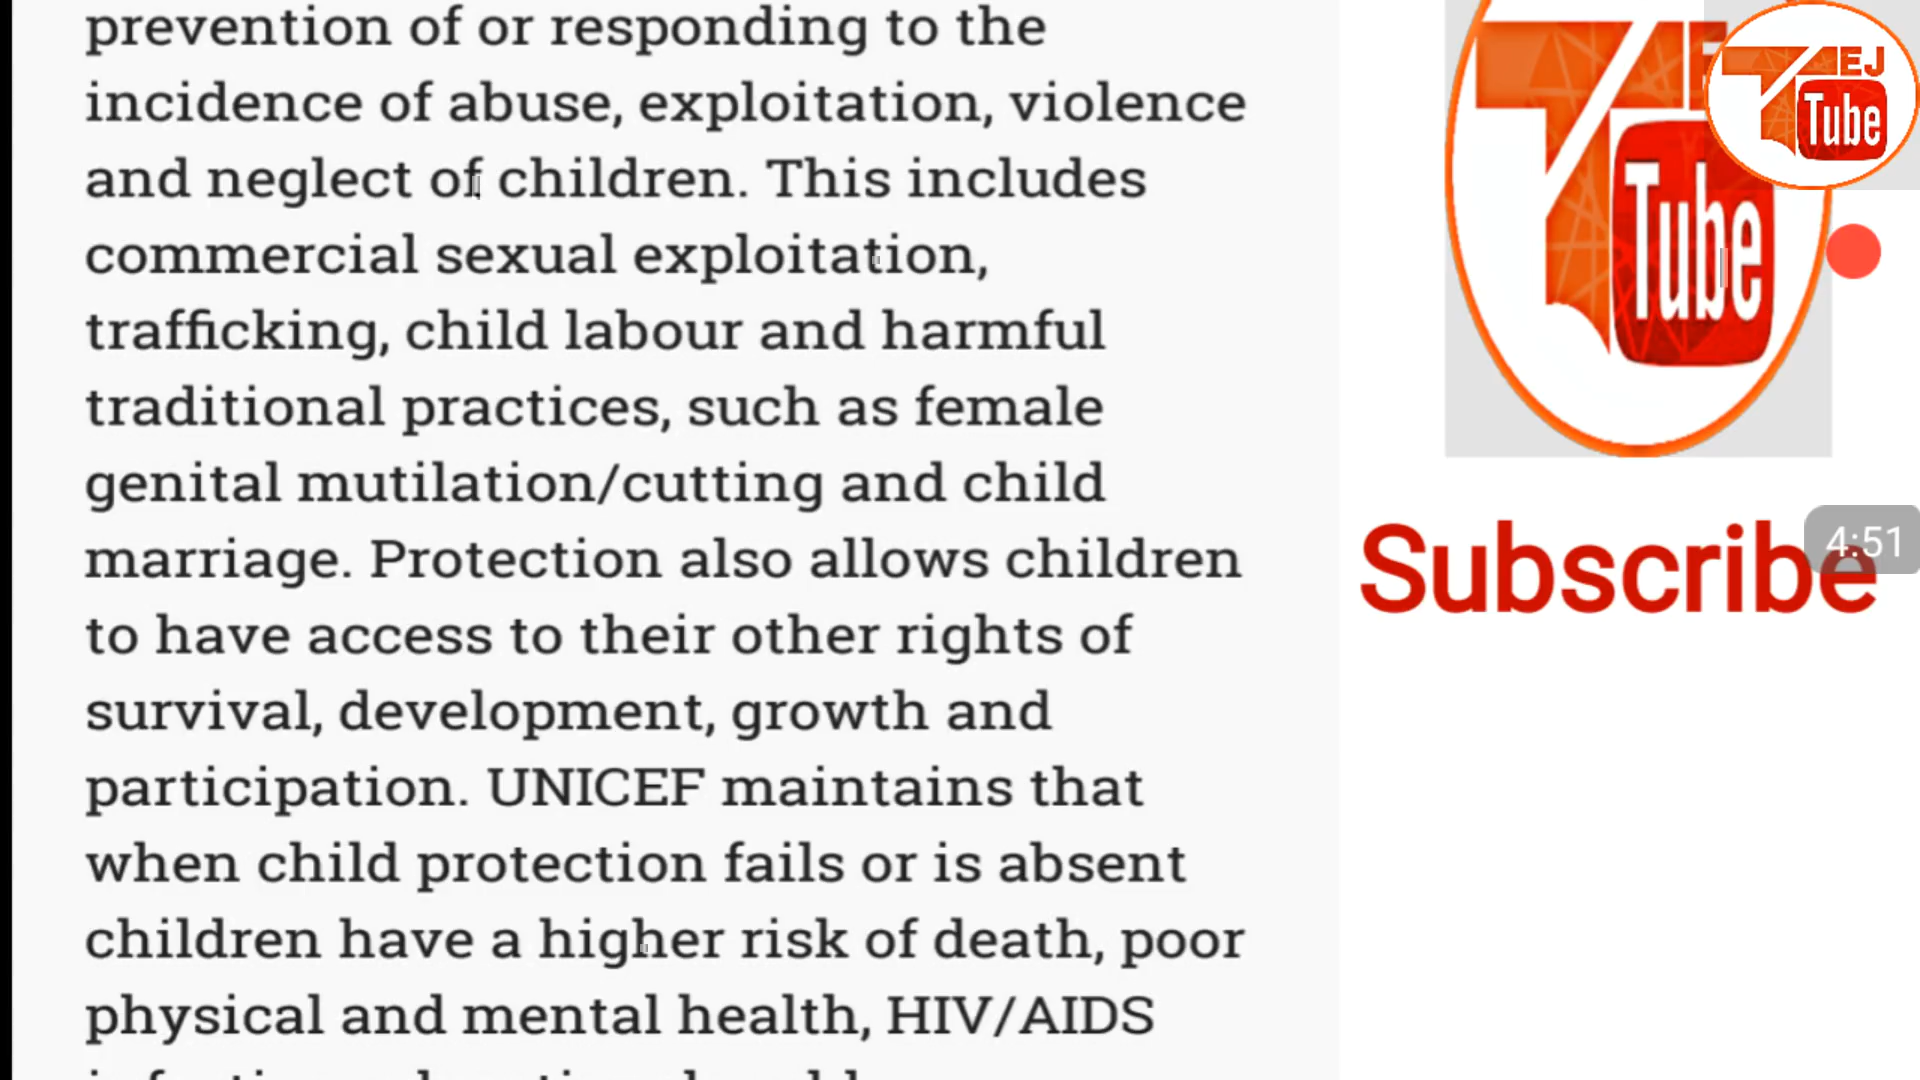 prevention of or responding to the
incidence of abuse, exploitation, violence
and neglect of children. This includes
commercial sexual exploitation,
trafficking, child labour and harmful
traditional practices, such as female
genital mutilation/cutting and child
marriage. Protection also allows children
to have access to their other rights of
survival, development, growth and
participation. UNICEF maintains that
when child protection fails or is absent
children have a higher risk of death, poor
physical and mental health, HIV/AIDS
EJ
Tube
Tube
4:51
Subscribe